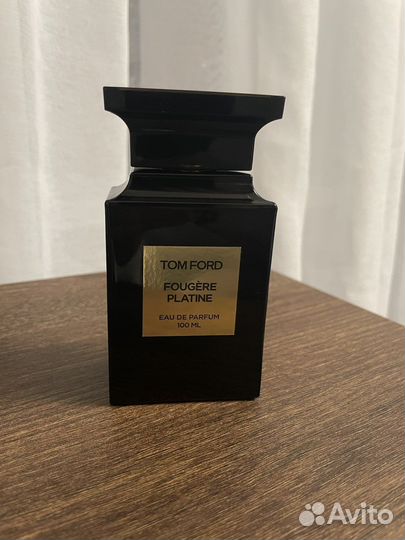 TOM FORD
FOUGÈRE
PLATINE
EAU DE PARFUM
100 ML
Avito